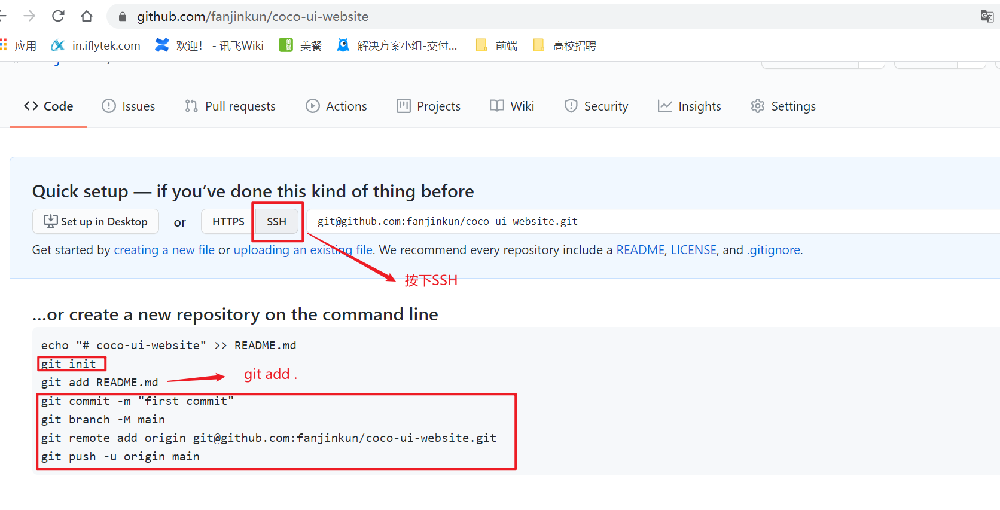 github.com/fanjinkun/coco-ui-website
应用 in.iflytek.com 欢迎！ - 讯飞Wiki 美餐 美餐 解决方案小组-交付... 前端 高校招聘
fanjinkun / coco-ui-website
Code Issues Pull requests Actions Projects Wiki Security Insights Settings
Quick setup — if you’ve done this kind of thing before
Set up in Desktop or HTTPS SSH git@github.com:fanjinkun/coco-ui-website.git
Get started by creating a new file or uploading an existing file. We recommend every repository include a README, LICENSE, and .gitignore.
按下SSH
...or create a new repository on the command line
echo "# coco-ui-website" >> README.md
git init
git add README.md
git add .
git commit -m "first commit"
git branch -M main
git remote add origin git@github.com:fanjinkun/coco-ui-website.git
git push -u origin main